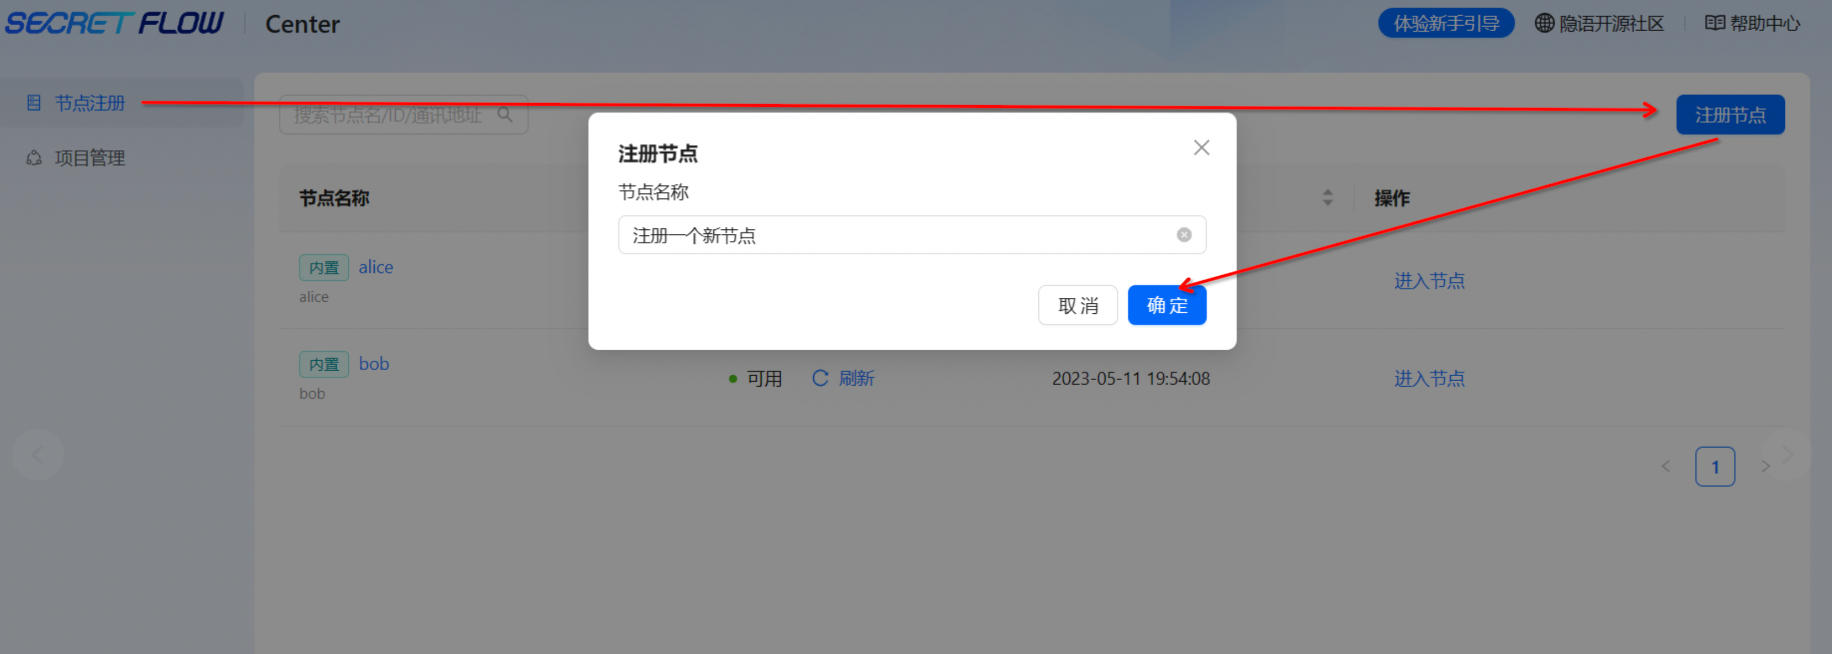 SECRETFLOW Center 体验新手引导 隐语开源社区 帮助中心
节点注册
项目管理
搜索节点名/ID/通讯地址
注册节点
注册节点
节点名称
注册一个新节点
取 消
确 定
节点名称
操作
内置 alice
alice
进入节点
内置 bob
bob
可用
刷新
2023-05-11 19:54:08
进入节点
1